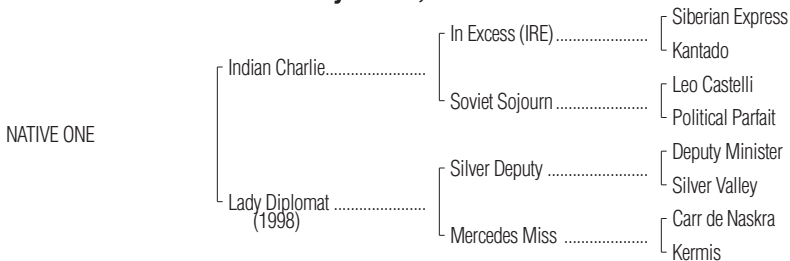 Siberian Express
In Excess (IRE)
Kantado
Indian Charlie
Leo Castelli
Soviet Sojourn
Political Parfait
NATIVE ONE
Deputy Minister
Silver Deputy
Silver Valley
Lady Diplomat
(1998)
Carr de Naskra
Mercedes Miss
Kermis